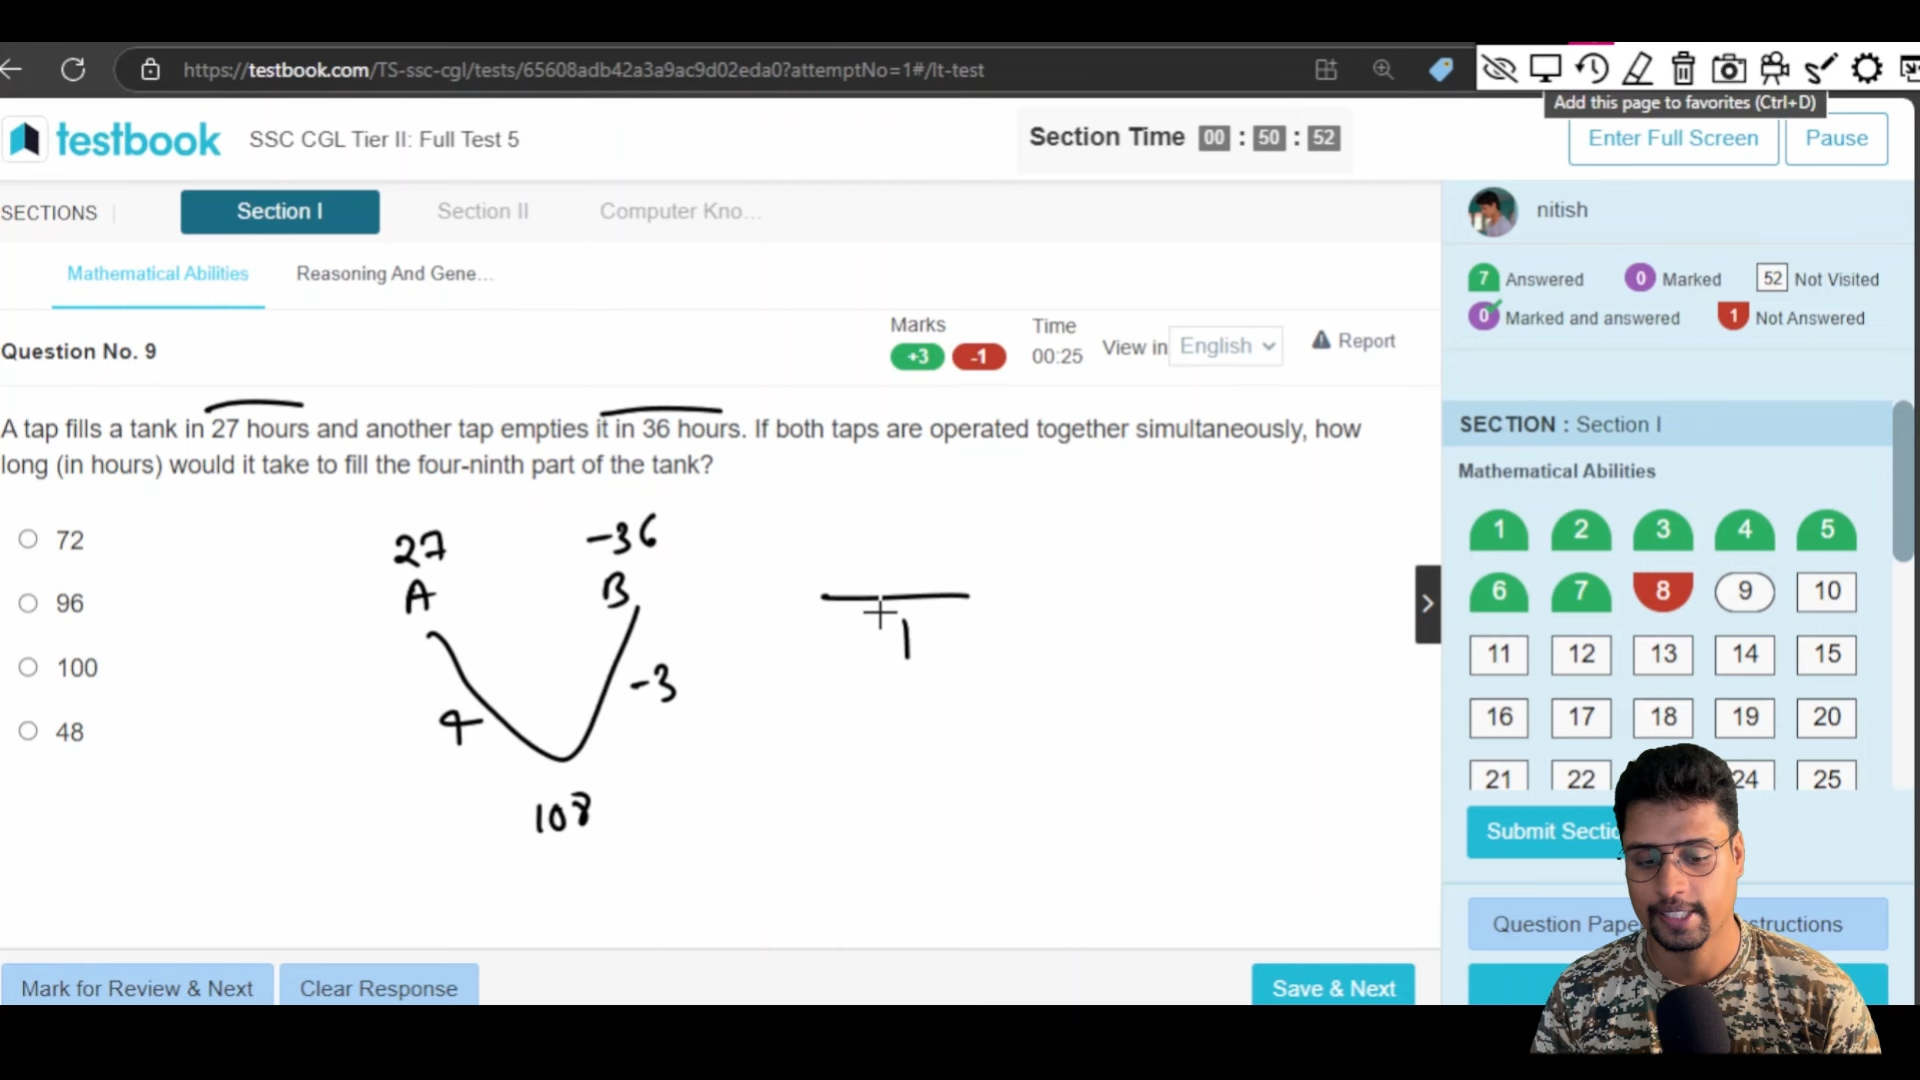 https://testbook.com/TS-ssc-cgl/tests/65608adb42a3a9ac9d02eda0?attemptNo=1#/lt-test
Add this page to favorites (Ctrl+D)
testbook
SSC CGL Tier II: Full Test 5
Section Time 00 : 50 : 52
Enter Full Screen
Pause
SECTIONS
Section I
Section II
Computer Kno...
nitish
Mathematical Abilities
Reasoning And Gene...
7 Answered
0 Marked
52 Not Visited
0 Marked and answered
1 Not Answered
Question No. 9
Marks
+3 -1
Time
00:25
View in English
Report
A tap fills a tank in 27 hours and another tap empties it in 36 hours. If both taps are operated together simultaneously, how
long (in hours) would it take to fill the four-ninth part of the tank?
72
96
100
48
27 -36
A B
4 -3
108
1
SECTION : Section I
Mathematical Abilities
1 2 3 4 5
6 7 8 9 10
11 12 13 14 15
16 17 18 19 20
21 22 24 25
Submit Sectio
Question Pape
structions
Mark for Review & Next
Clear Response
Save & Next